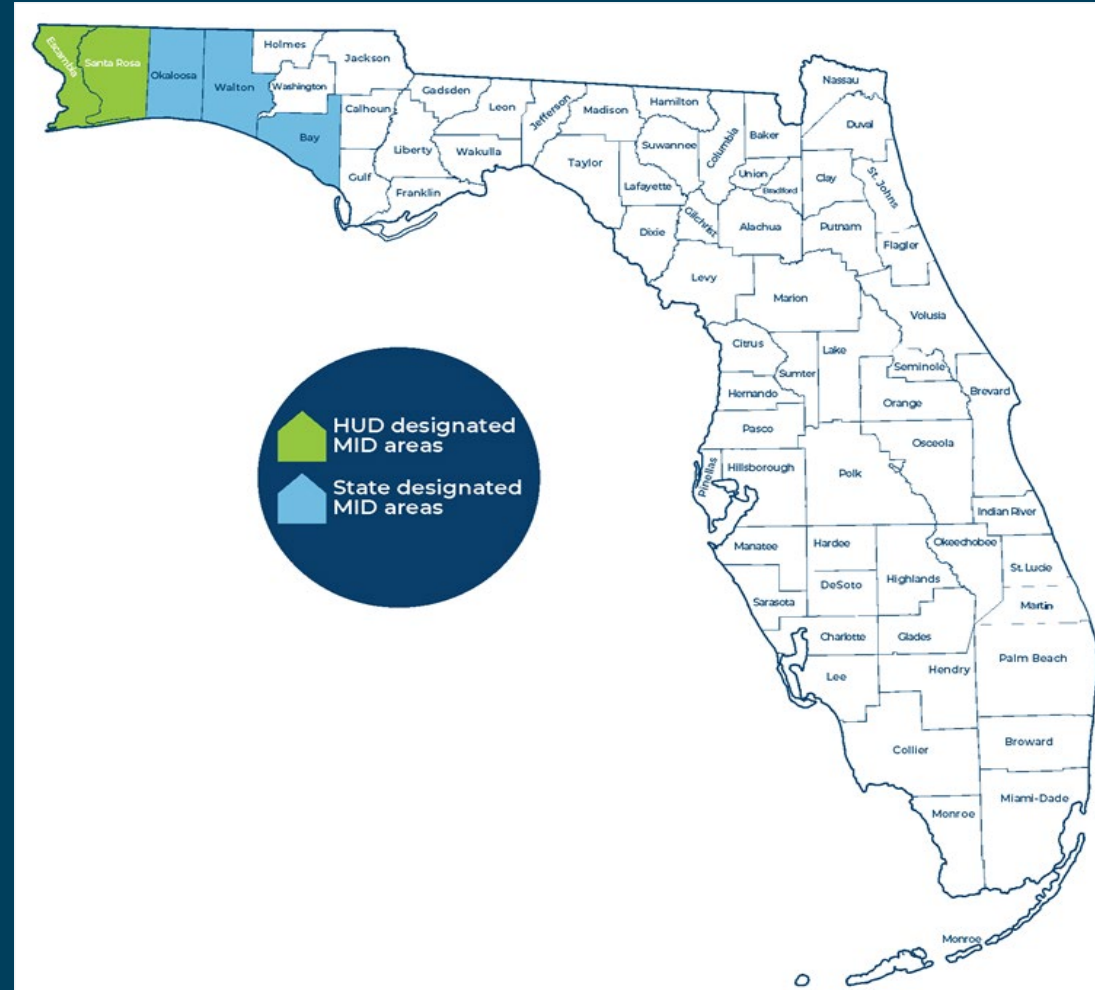 Escambia
Santa Rosa
Okaloosa
Walton
Holmes
Jackson
Washington
Bay
Calhoun
Gulf
Gadsden
Liberty
Franklin
Leon
Wakulla
Jefferson
Madison
Taylor
Hamilton
Suwannee
Lafayette
Dixie
Columbia
Gilchrist
Baker
Union
Bradford
Alachua
Levy
Nassau
Duval
Clay
St. Johns
Putnam
Flagler
Marion
Volusia
Citrus
Sumter
Lake
Seminole
Hernando
Orange
Brevard
Pasco
Osceola
Pinellas
Hillsborough
Polk
Indian River
Manatee
Hardee
Okeechobee
St. Lucie
DeSoto
Highlands
Sarasota
Martin
Charlotte
Glades
Palm Beach
Lee
Hendry
Collier
Broward
Miami-Dade
Monroe
Monroe
HUD designated
MID areas
State designated
MID areas